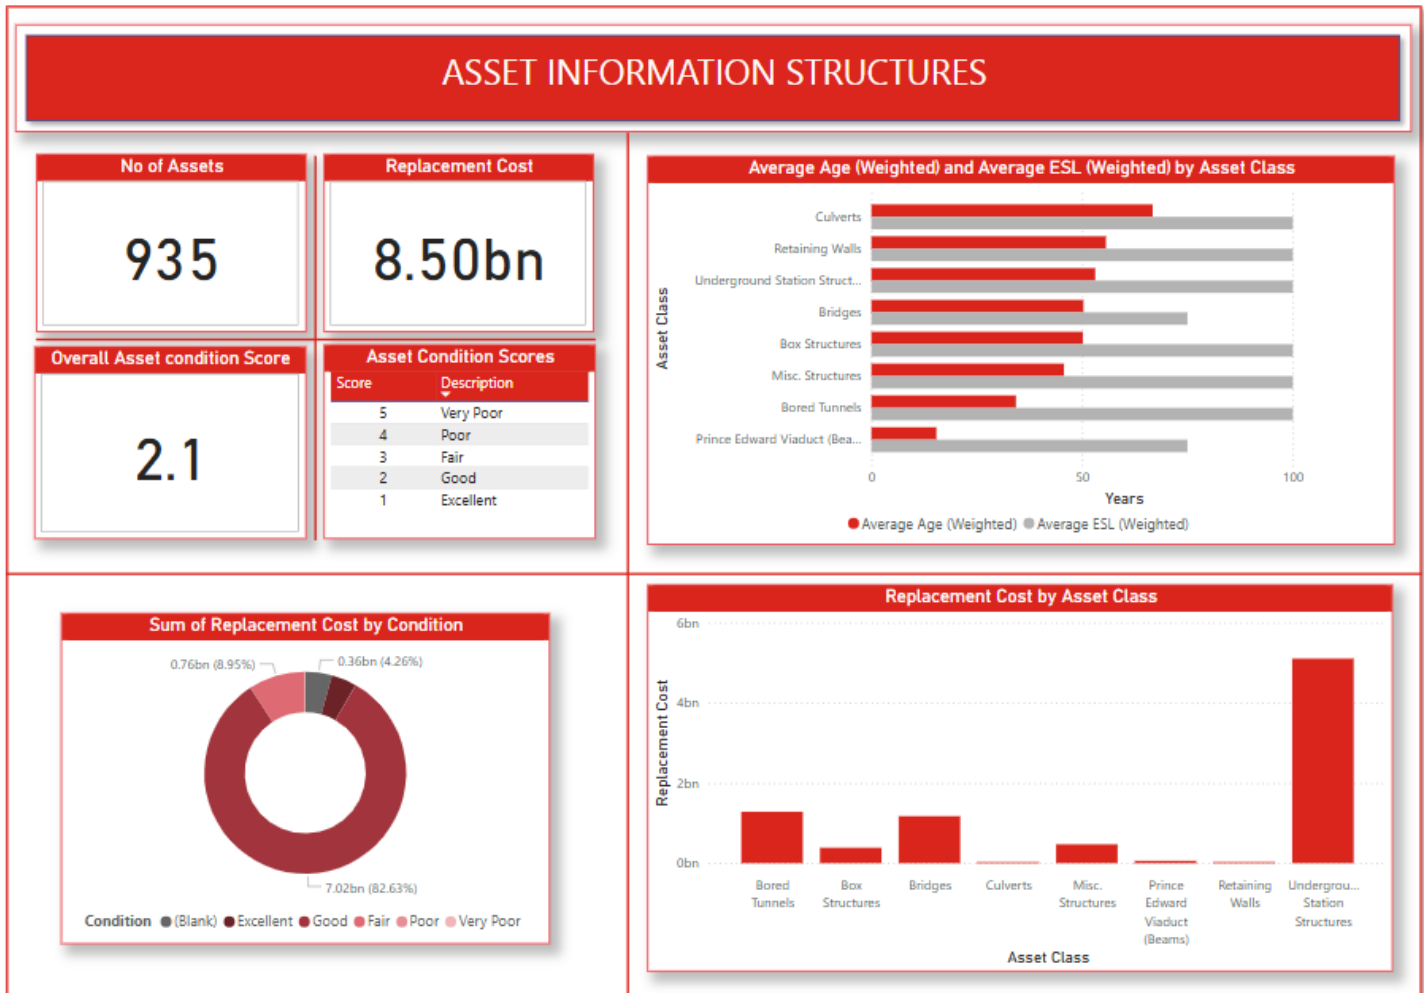 ASSET INFORMATION STRUCTURES
No of Assets
935
Replacement Cost
8.50bn
Overall Asset condition Score
2.1
Asset Condition Scores
Score Description
5 Very Poor
4 Poor
3 Fair
2 Good
1 Excellent
Average Age (Weighted) and Average ESL (Weighted) by Asset Class
Asset Class
Culverts
Retaining Walls
Underground Station Struct...
Bridges
Box Structures
Misc. Structures
Bored Tunnels
Prince Edward Viaduct (Bea...
0 50 100
Years
Average Age (Weighted) Average ESL (Weighted)
Sum of Replacement Cost by Condition
0.76bn (8.95%)
0.36bn (4.26%)
7.02bn (82.63%)
Condition (Blank) Excellent Good Fair Poor Very Poor
Replacement Cost by Asset Class
Replacement Cost
6bn
4bn
2bn
0bn
Bored
Tunnels
Box
Structures
Bridges
Culverts
Misc.
Structures
Prince
Edward
Viaduct
(Beams)
Retaining
Walls
Undergrou...
Station
Structures
Asset Class